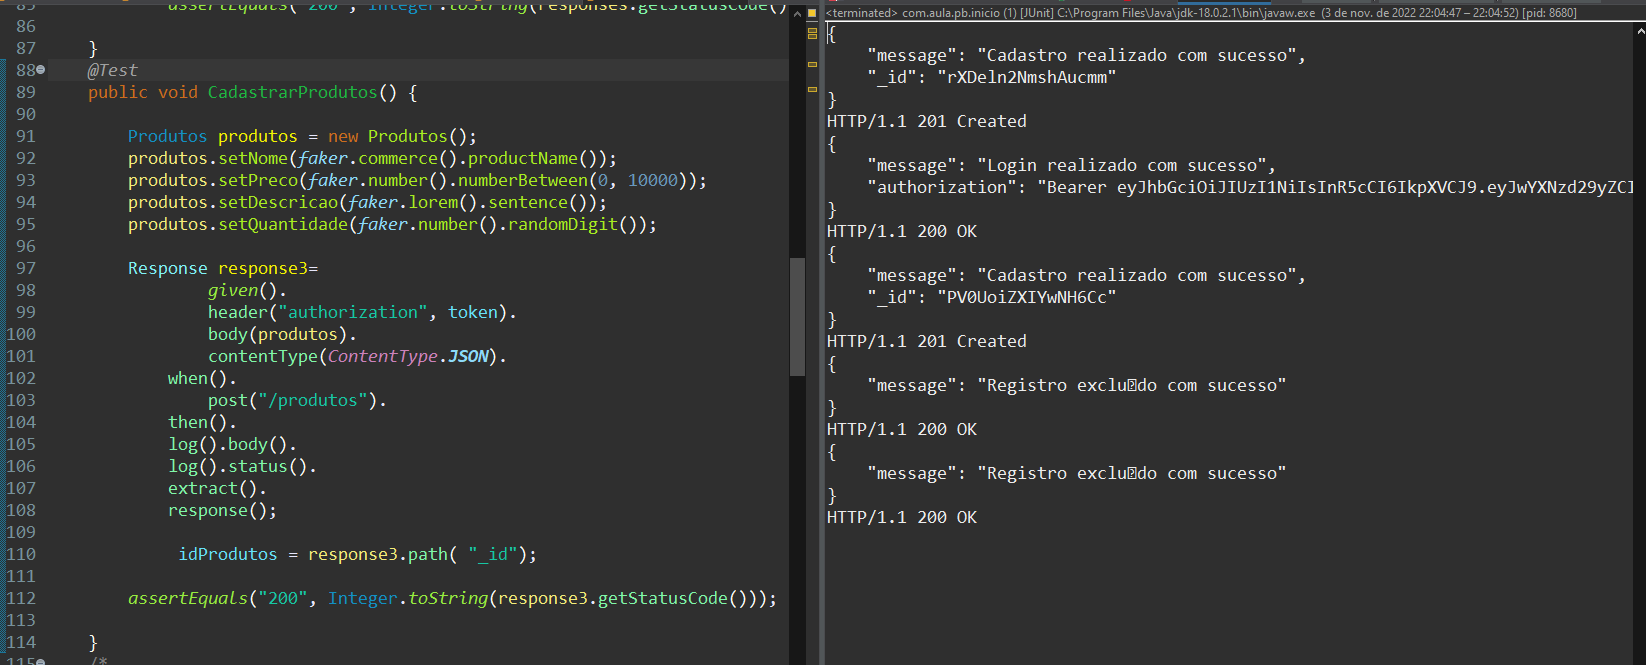 85 assertEquals("200", Integer.toString(responses.getStatusCode()
86
87 }
88 @Test
89 public void CadastrarProdutos() {
90
91 Produtos produtos = new Produtos();
92 produtos.setNome(faker.commerce().productName());
93 produtos.setPreco(faker.number().numberBetween(0, 10000));
94 produtos.setDescricao(faker.lorem().sentence());
95 produtos.setQuantidade(faker.number().randomDigit());
96
97 Response response3=
98 given().
99 header("authorization", token).
100 body(produtos).
101 contentType(ContentType.JSON).
102 when().
103 post("/produtos").
104 then().
105 log().body().
106 log().status().
107 extract().
108 response();
109
110 idProdutos = response3.path( "_id");
111
112 assertEquals("200", Integer.toString(response3.getStatusCode()));
113
114 }
115 /*
<terminated> com.aula.pb.inicio (1) [JUnit] C:\Program Files\Java\jdk-18.0.2.1\bin\javaw.exe (3 de nov. de 2022 22:04:47 – 22:04:52) [pid: 8680]
{
"message": "Cadastro realizado com sucesso",
"_id": "rXDeln2NmshAucmm"
}
HTTP/1.1 201 Created
{
"message": "Login realizado com sucesso",
"authorization": "Bearer eyJhbGciOiJIUzI1NiIsInR5cCI6IkpXVCJ9.eyJwYXNzd29yZCI
}
HTTP/1.1 200 OK
{
"message": "Cadastro realizado com sucesso",
"_id": "PV0UoiZXIYwNH6Cc"
}
HTTP/1.1 201 Created
{
"message": "Registro exclu�do com sucesso"
}
HTTP/1.1 200 OK
{
"message": "Registro exclu�do com sucesso"
}
HTTP/1.1 200 OK